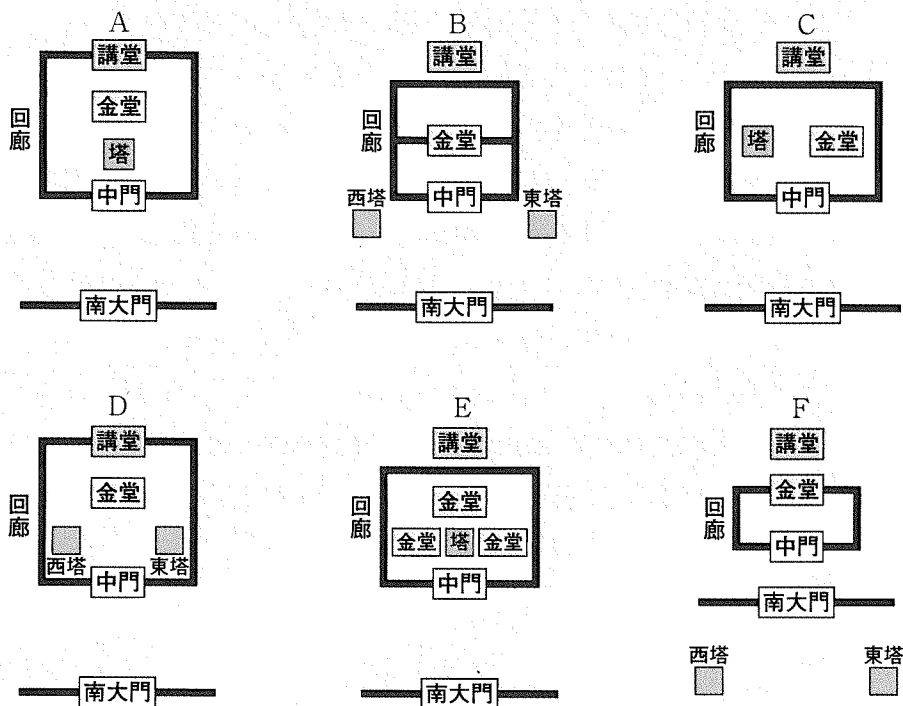 A
講堂
金堂
塔
中門
回廊
南大門
B
講堂
金堂
中門
回廊
西塔
東塔
南大門
C
講堂
塔
金堂
中門
回廊
南大門
D
講堂
金堂
西塔
東塔
中門
回廊
南大門
E
講堂
金堂
金堂
塔
金堂
中門
回廊
南大門
F
講堂
金堂
中門
回廊
南大門
西塔
東塔